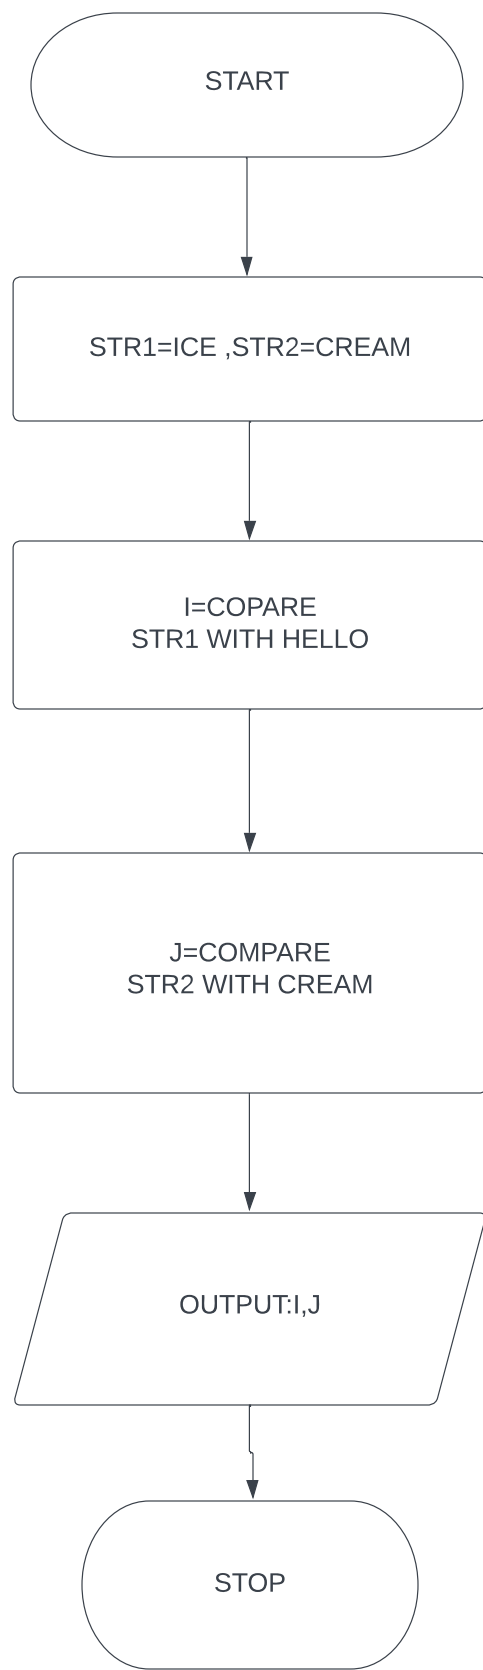 START
STR1=ICE ,STR2=CREAM
I=COPARE
STR1 WITH HELLO
J=COMPARE
STR2 WITH CREAM
OUTPUT:I,J
STOP